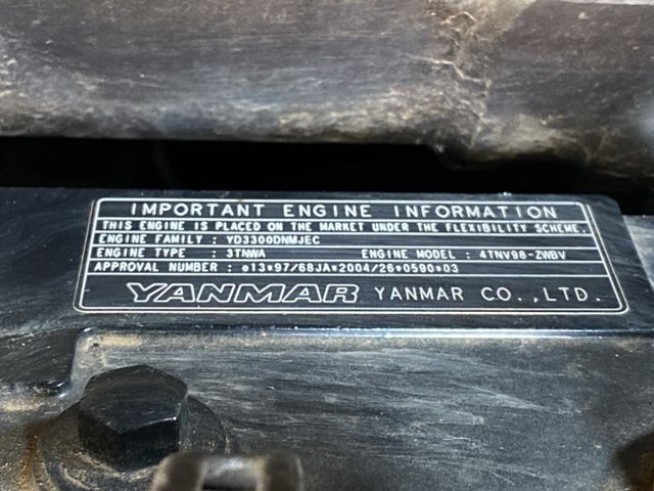 IMPORTANT ENGINE INFORMATION
THIS ENGINE IS PLACED ON THE MARKET UNDER THE FLEXIBILITY SCHEME.
ENGINE FAMILY : YD3300DNMJEC
ENGINE TYPE : 3TNWA ENGINE MODEL : 4TNV98-ZWBV
APPROVAL NUMBER : e13*97/68JA*2004/26*0590*03
YANMAR YANMAR CO.,LTD.